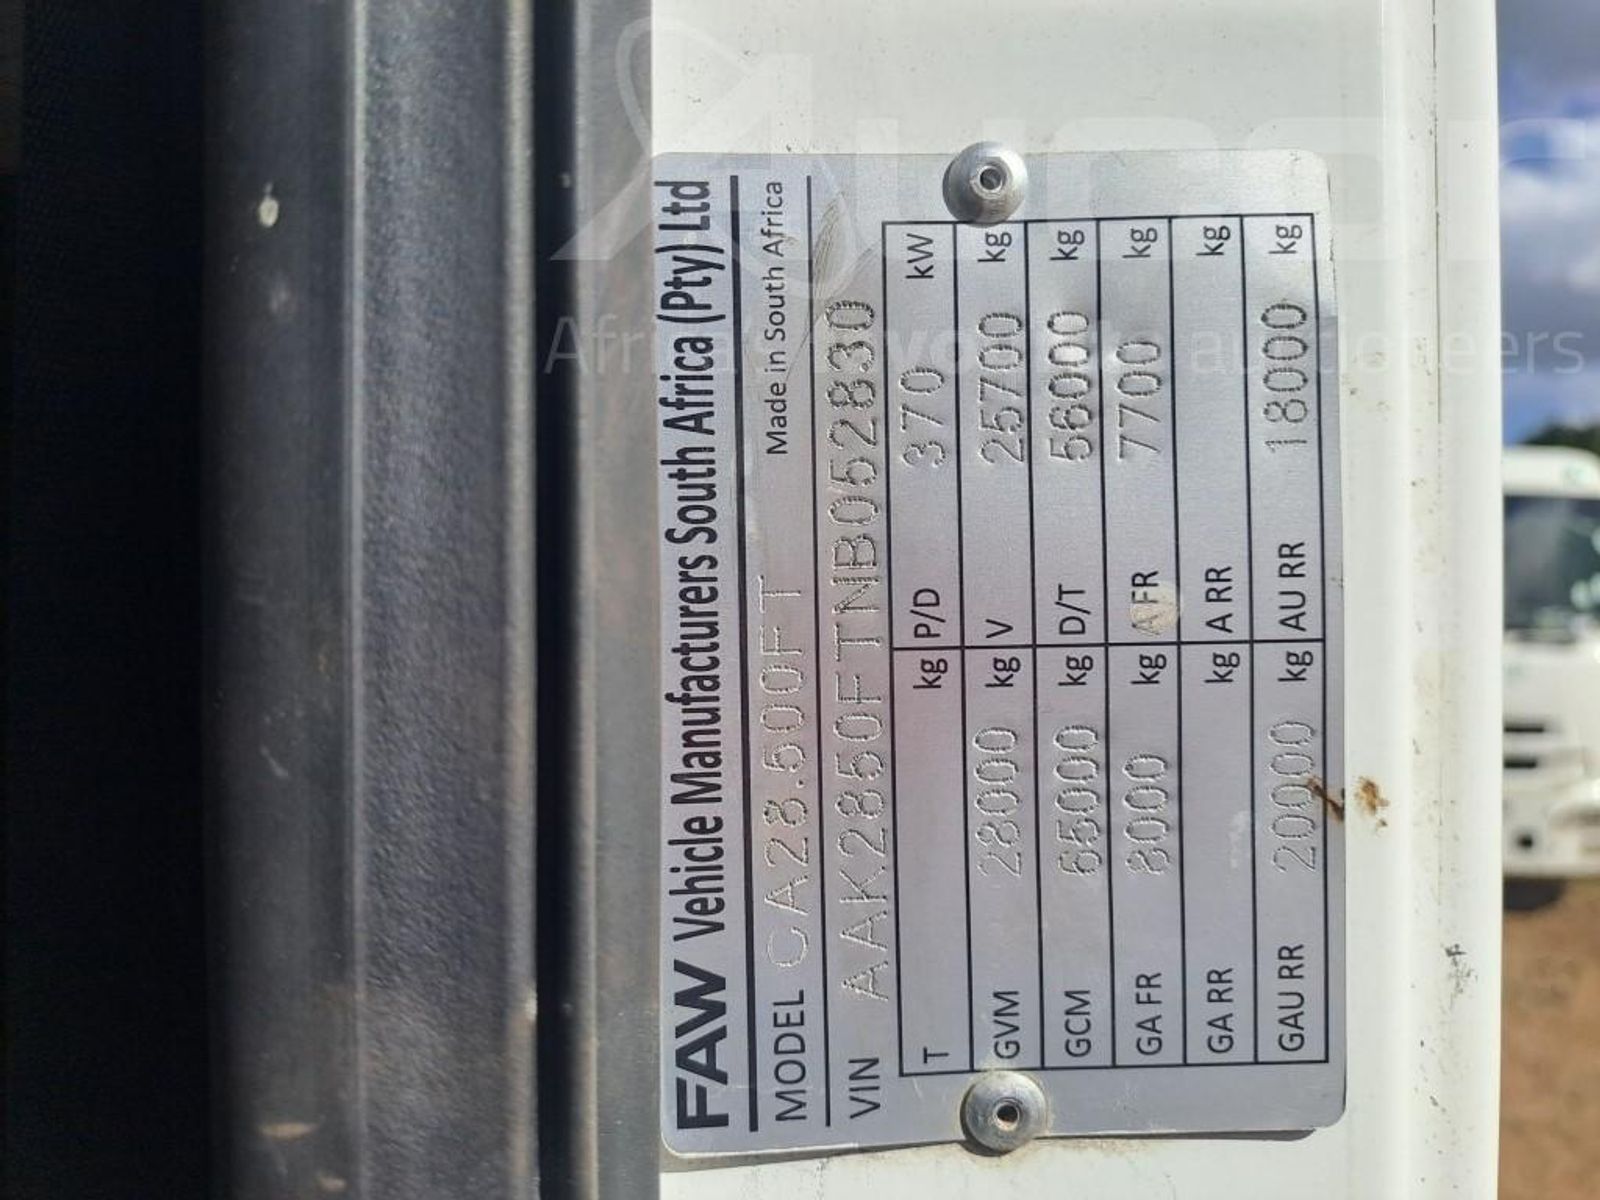 FAW Vehicle Manufacturers South Africa (Pty) Ltd
MODEL CA28.500FT Made in South Africa
VIN AAK2850FTNB052830
T kg P/D 370 kW
GVM 28000 kg V 25700 kg
GCM 65000 kg D/T 56000 kg
GA FR 8000 kg A FR 7700 kg
GA RR kg A RR kg
GAU RR 20000 kg AU RR 18000 kg
auctioneers